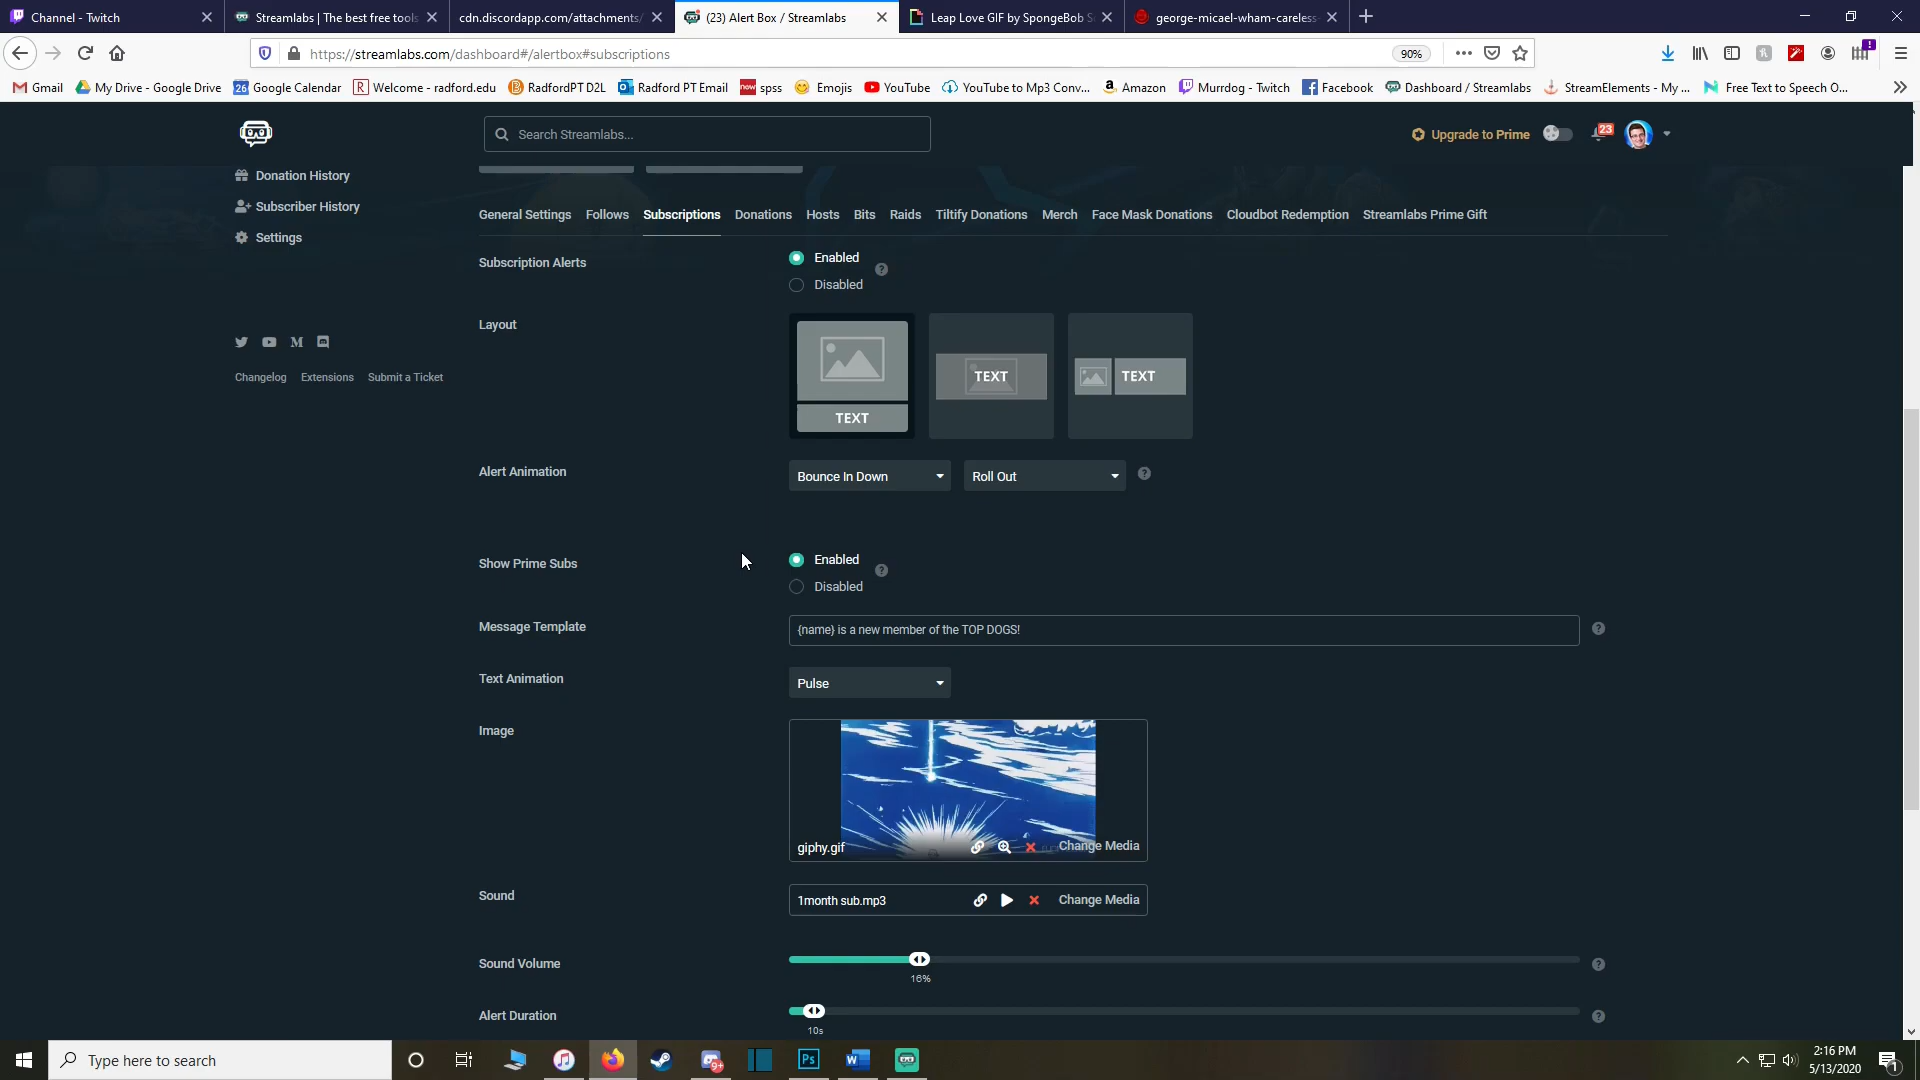 Channel - Twitch
Streamlabs | The best free tools
cdn.discordapp.com/attachments/
(23) Alert Box / Streamlabs
Leap Love GIF by SpongeBob S
george-micael-wham-careless-
https://streamlabs.com/dashboard#/alertbox#subscriptions
90%
Gmail
My Drive - Google Drive
26
Google Calendar
R
Welcome - radford.edu
RadfordPT D2L
Radford PT Email
now
spss
Emojis
YouTube
YouTube to Mp3 Conv...
Amazon
Murrdog - Twitch
Facebook
Dashboard / Streamlabs
StreamElements - My ...
Free Text to Speech O...
Search Streamlabs...
Upgrade to Prime
23
Donation History
Subscriber History
Settings
Changelog
Extensions
Submit a Ticket
General Settings
Follows
Subscriptions
Donations
Hosts
Bits
Raids
Tiltify Donations
Merch
Face Mask Donations
Cloudbot Redemption
Streamlabs Prime Gift
Subscription Alerts
Enabled
Disabled
Layout
TEXT
TEXT
TEXT
Alert Animation
Bounce In Down
Roll Out
Show Prime Subs
Enabled
Disabled
Message Template
{name} is a new member of the TOP DOGS!
Text Animation
Pulse
Image
giphy.gif
Change Media
Sound
1month sub.mp3
Change Media
Sound Volume
16%
Alert Duration
10s
Type here to search
9+
Ps
W
2:16 PM
5/13/2020
1